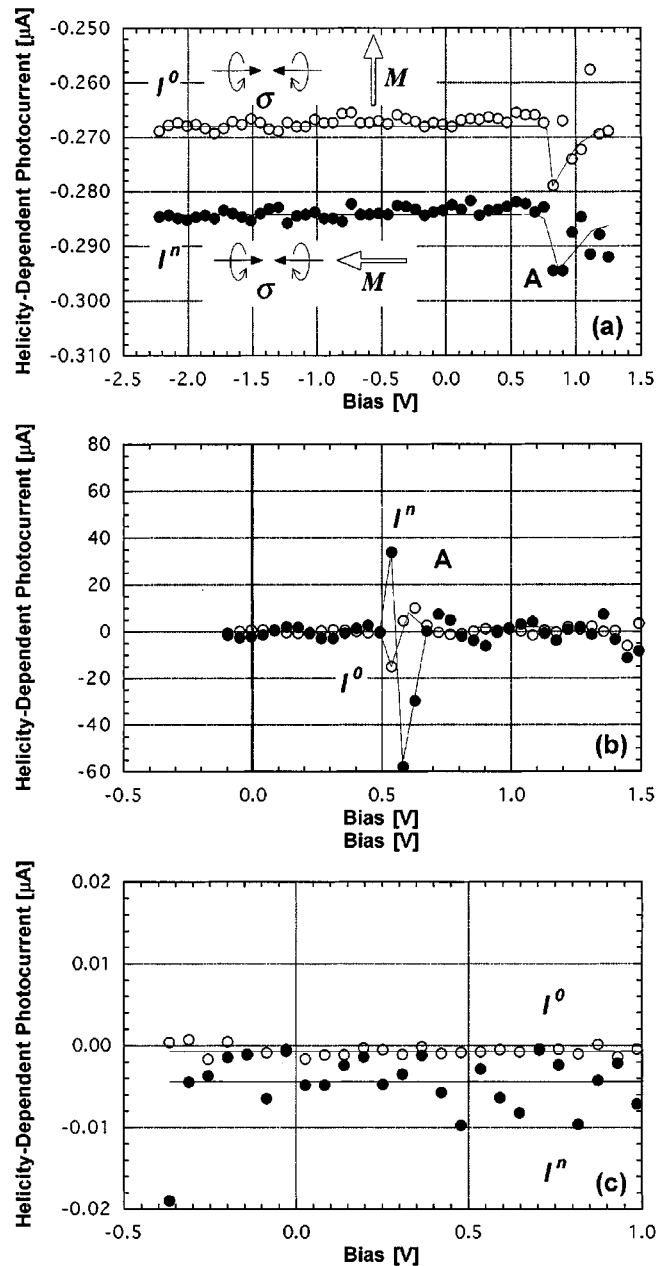 Helicity-Dependent Photocurrent [µA]
-0.250
-0.260
-0.270
-0.280
-0.290
-0.300
-0.310
I⁰
σ
M
Iⁿ
σ
M
A
(a)
-2.5 -2.0 -1.5 -1.0 -0.5 0.0 0.5 1.0 1.5
Bias [V]
Helicity-Dependent Photocurrent [µA]
80
60
40
20
0
-20
-40
-60
Iⁿ
A
I⁰
(b)
-0.5 0.0 0.5 1.0 1.5
Bias [V]
Bias [V]
Helicity-Dependent Photocurrent [µA]
0.02
0.01
0.00
-0.01
-0.02
I⁰
Iⁿ
(c)
-0.5 0.0 0.5 1.0
Bias [V]